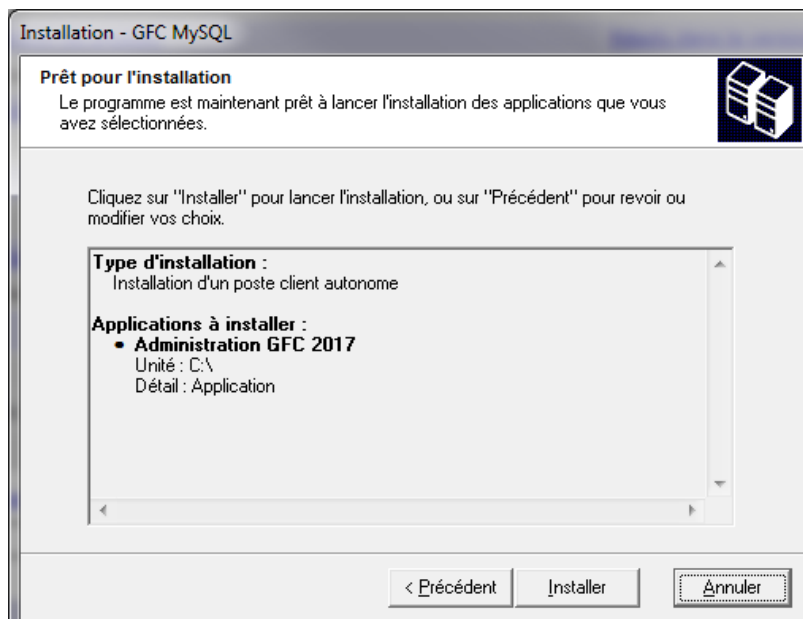 Installation - GFC MySQL
Prêt pour l'installation
Le programme est maintenant prêt à lancer l'installation des applications que vous
avez sélectionnées.
Cliquez sur "Installer" pour lancer l'installation, ou sur "Précédent" pour revoir ou
modifier vos choix.
Type d'installation :
Installation d'un poste client autonome
Applications à installer :
• Administration GFC 2017
Unité : C:\
Détail : Application
< Précédent Installer Annuler